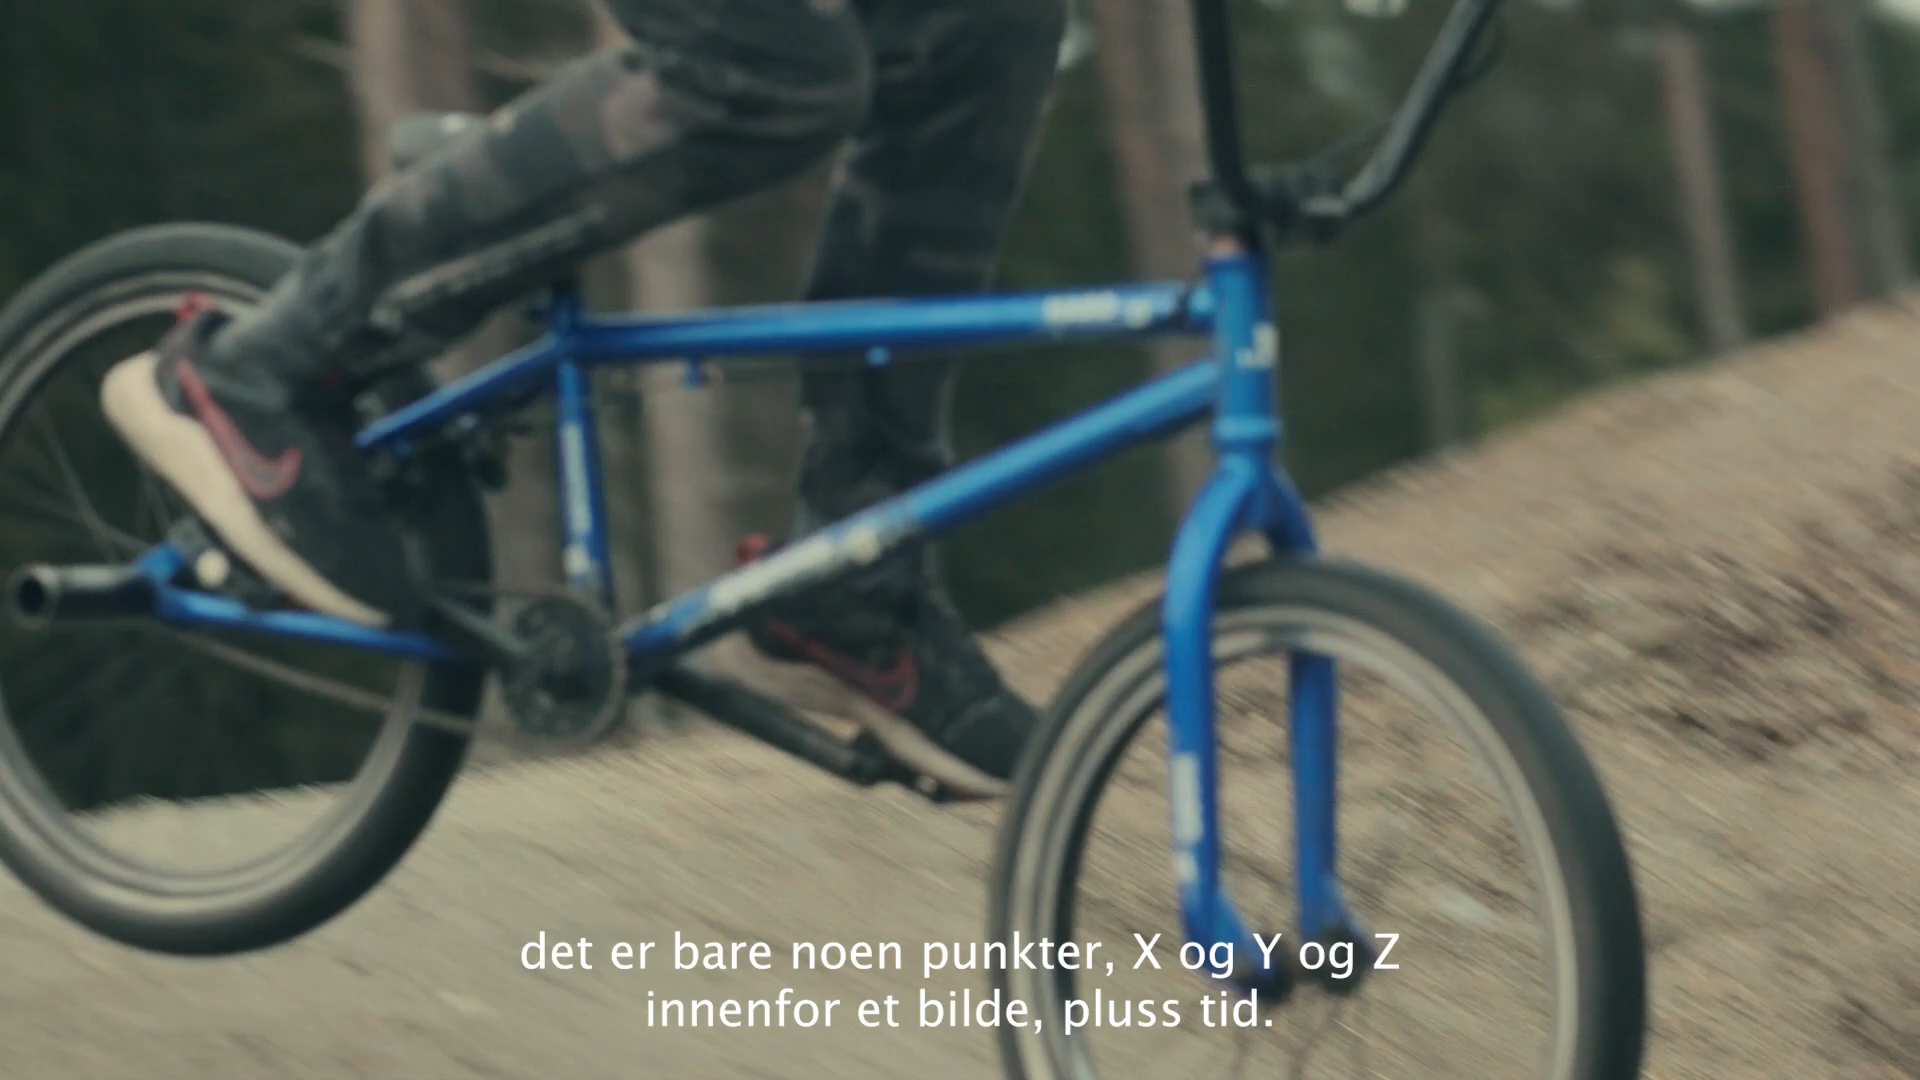 det er bare noen punkter, X og Y og Z
innenfor et bilde, pluss tid.